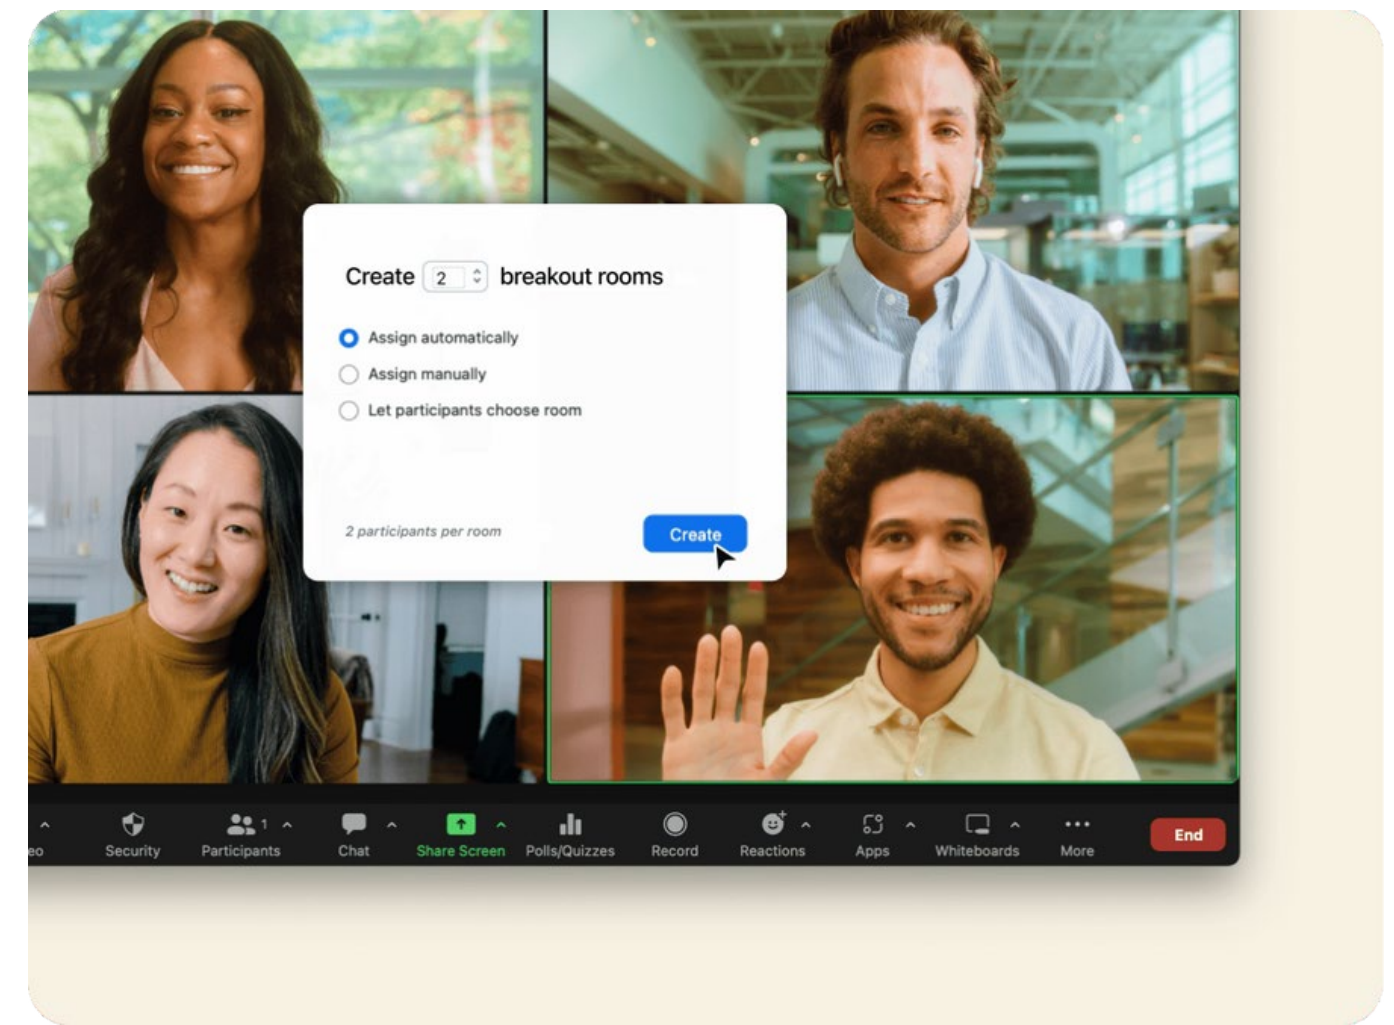 Create 2 breakout rooms
Assign automatically
Assign manually
Let participants choose room
2 participants per room
Create
1
eo
Security
Participants
Chat
Share Screen
Polls/Quizzes
Record
Reactions
Apps
Whiteboards
More
End